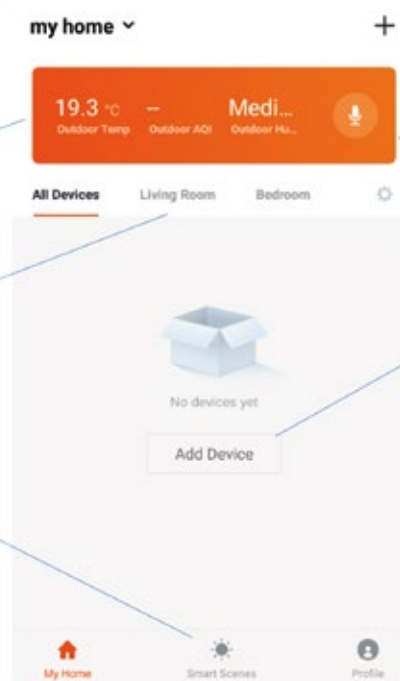 my home
19.3 °C -- Medi...
Outdoor Temp Outdoor AQI Outdoor Hu...
All Devices Living Room Bedroom
No devices yet
Add Device
My Home Smart Scenes Profile